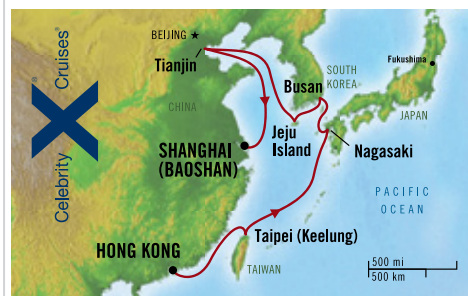 Celebrity Cruises®
BEIJING
Tianjin
CHINA
SOUTH
KOREA
Busan
Fukushima
JAPAN
Jeju
Island
Nagasaki
SHANGHAI
(BAOSHAN)
PACIFIC
OCEAN
HONG KONG
Taipei (Keelung)
TAIWAN
500 mi
500 km